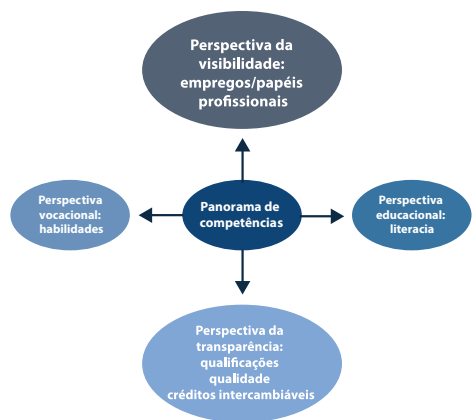 Perspectiva da
visibilidade:
empregos/papéis
profissionais
Perspectiva
vocacional:
habilidades
Panorama de
competências
Perspectiva
educacional:
literacia
Perspectiva da
transparência:
qualificações
qualidade
créditos intercambiáveis